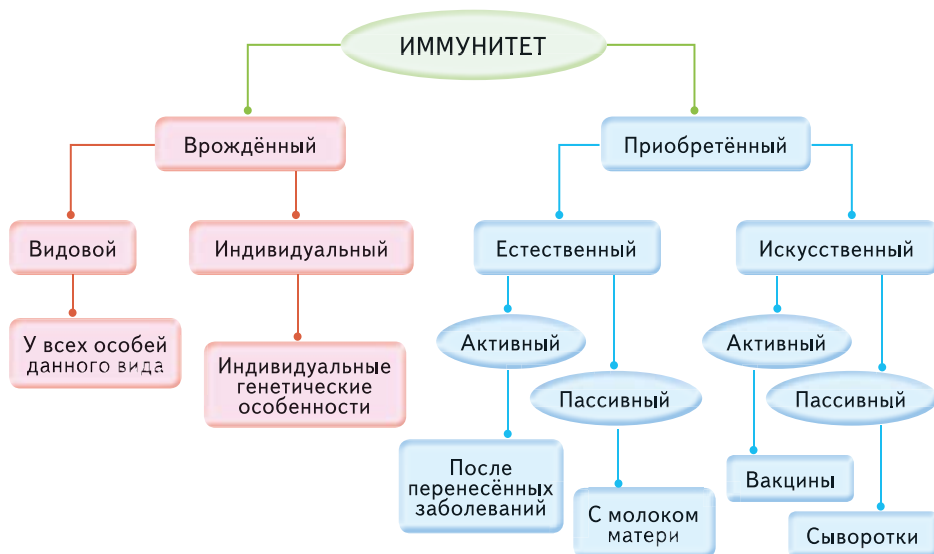 ИММУНИТЕТ
Врождённый
Приобретённый
Видовой
Индивидуальный
Естественный
Искусственный
У всех особей
данного вида
Индивидуальные
генетические
особенности
Активный
Пассивный
Активный
Пассивный
После
перенесённых
заболеваний
С молоком
матери
Вакцины
Сыворотки